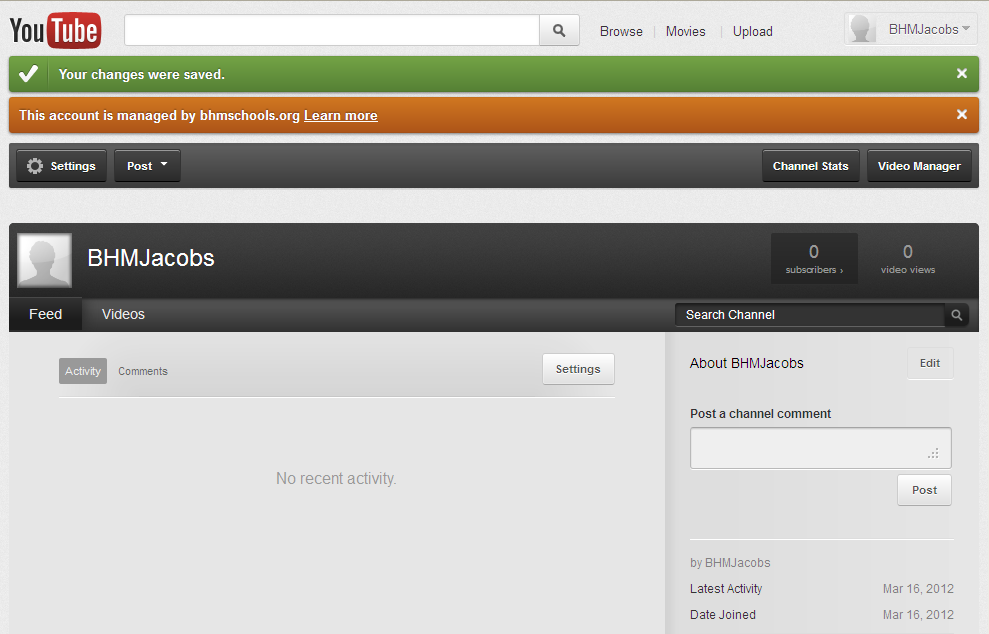 YouTube
Browse
Movies
Upload
BHMJacobs
Your changes were saved.
This account is managed by bhmschools.org Learn more
Settings
Post
Channel Stats
Video Manager
BHMJacobs
0
subscribers ›
0
video views
Feed
Videos
Search Channel
Activity
Comments
Settings
No recent activity.
About BHMJacobs
Edit
Post a channel comment
Post
by BHMJacobs
Latest Activity Mar 16, 2012
Date Joined Mar 16, 2012